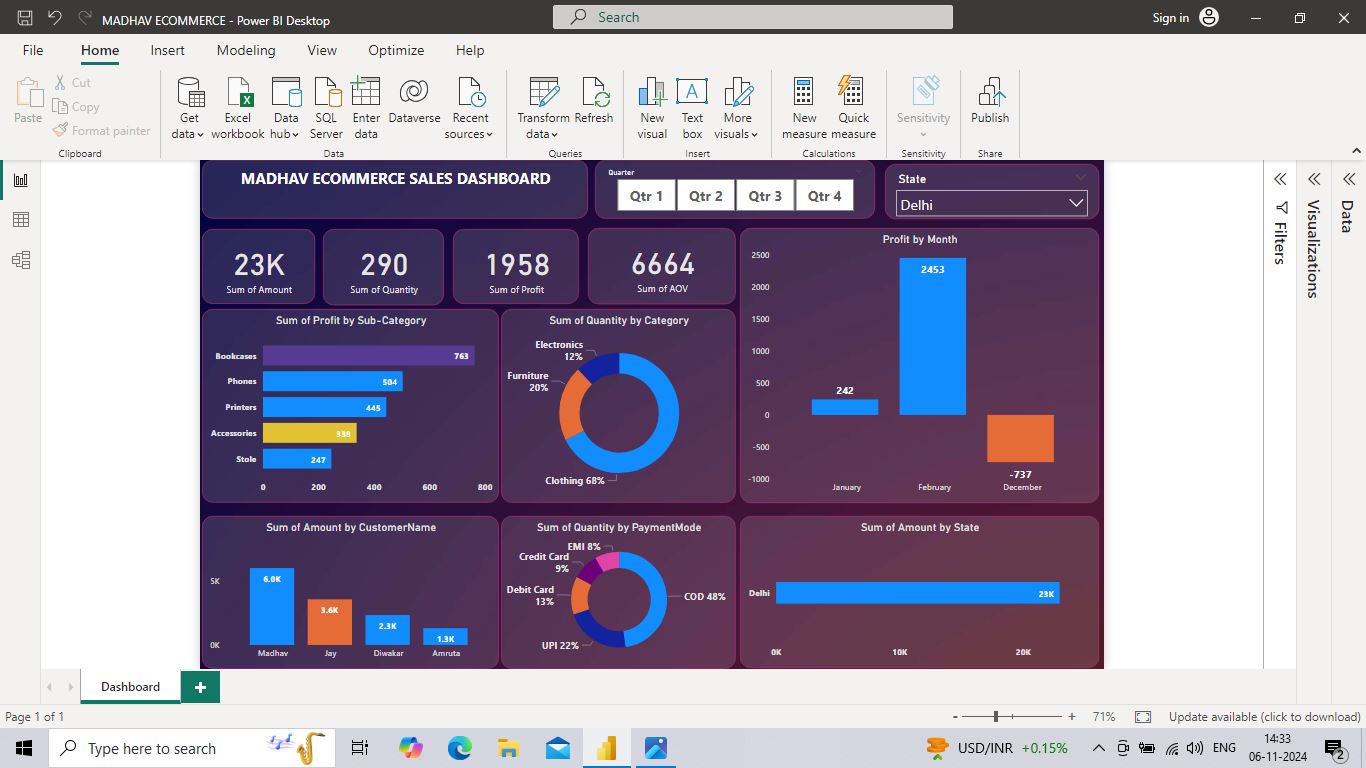 MADHAV ECOMMERCE - Power BI Desktop
Search
Sign in
File Home Insert Modeling View Optimize Help
Paste
Cut
Copy
Format painter
Clipboard
Get data
Excel workbook
Data hub
SQL Server
Enter data
Dataverse
Recent sources
Data
Transform data
Refresh
Queries
New visual
Text box
More visuals
Insert
New measure
Quick measure
Calculations
Sensitivity
Sensitivity
Publish
Share
MADHAV ECOMMERCE SALES DASHBOARD
Quarter
Qtr 1 Qtr 2 Qtr 3 Qtr 4
State
Delhi
23K
Sum of Amount
290
Sum of Quantity
1958
Sum of Profit
6664
Sum of AOV
Sum of Profit by Sub-Category
Bookcases 763
Phones 504
Printers 445
Accessories 338
Stole 247
0 200 400 600 800
Sum of Quantity by Category
Electronics
12%
Furniture
20%
Clothing 68%
Profit by Month
2500
2000
1500
1000
500
0
-500
-1000
242
2453
-737
January February December
Sum of Amount by CustomerName
5K
0K
6.0K
3.6K
2.3K
1.3K
Madhav Jay Diwakar Amruta
Sum of Quantity by PaymentMode
EMI 8%
Credit Card
9%
Debit Card
13%
UPI 22%
COD 48%
Sum of Amount by State
Delhi 23K
0K 10K 20K
Filters
Visualizations
Data
Dashboard
+
Page 1 of 1
- + 71%
Update available (click to download)
Type here to search
USD/INR +0.15%
ENG
14:33
06-11-2024
2